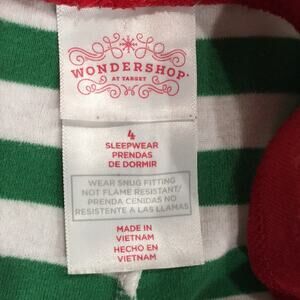 WONDERSHOP
AT TARGET
4
SLEEPWEAR
PRENDAS
DE DORMIR
WEAR SNUG FITTING
NOT FLAME RESISTANT/
PRENDA CENIDAS NO
RESISTENTE A LAS LLAMAS
MADE IN
VIETNAM
HECHO EN
VIETNAM